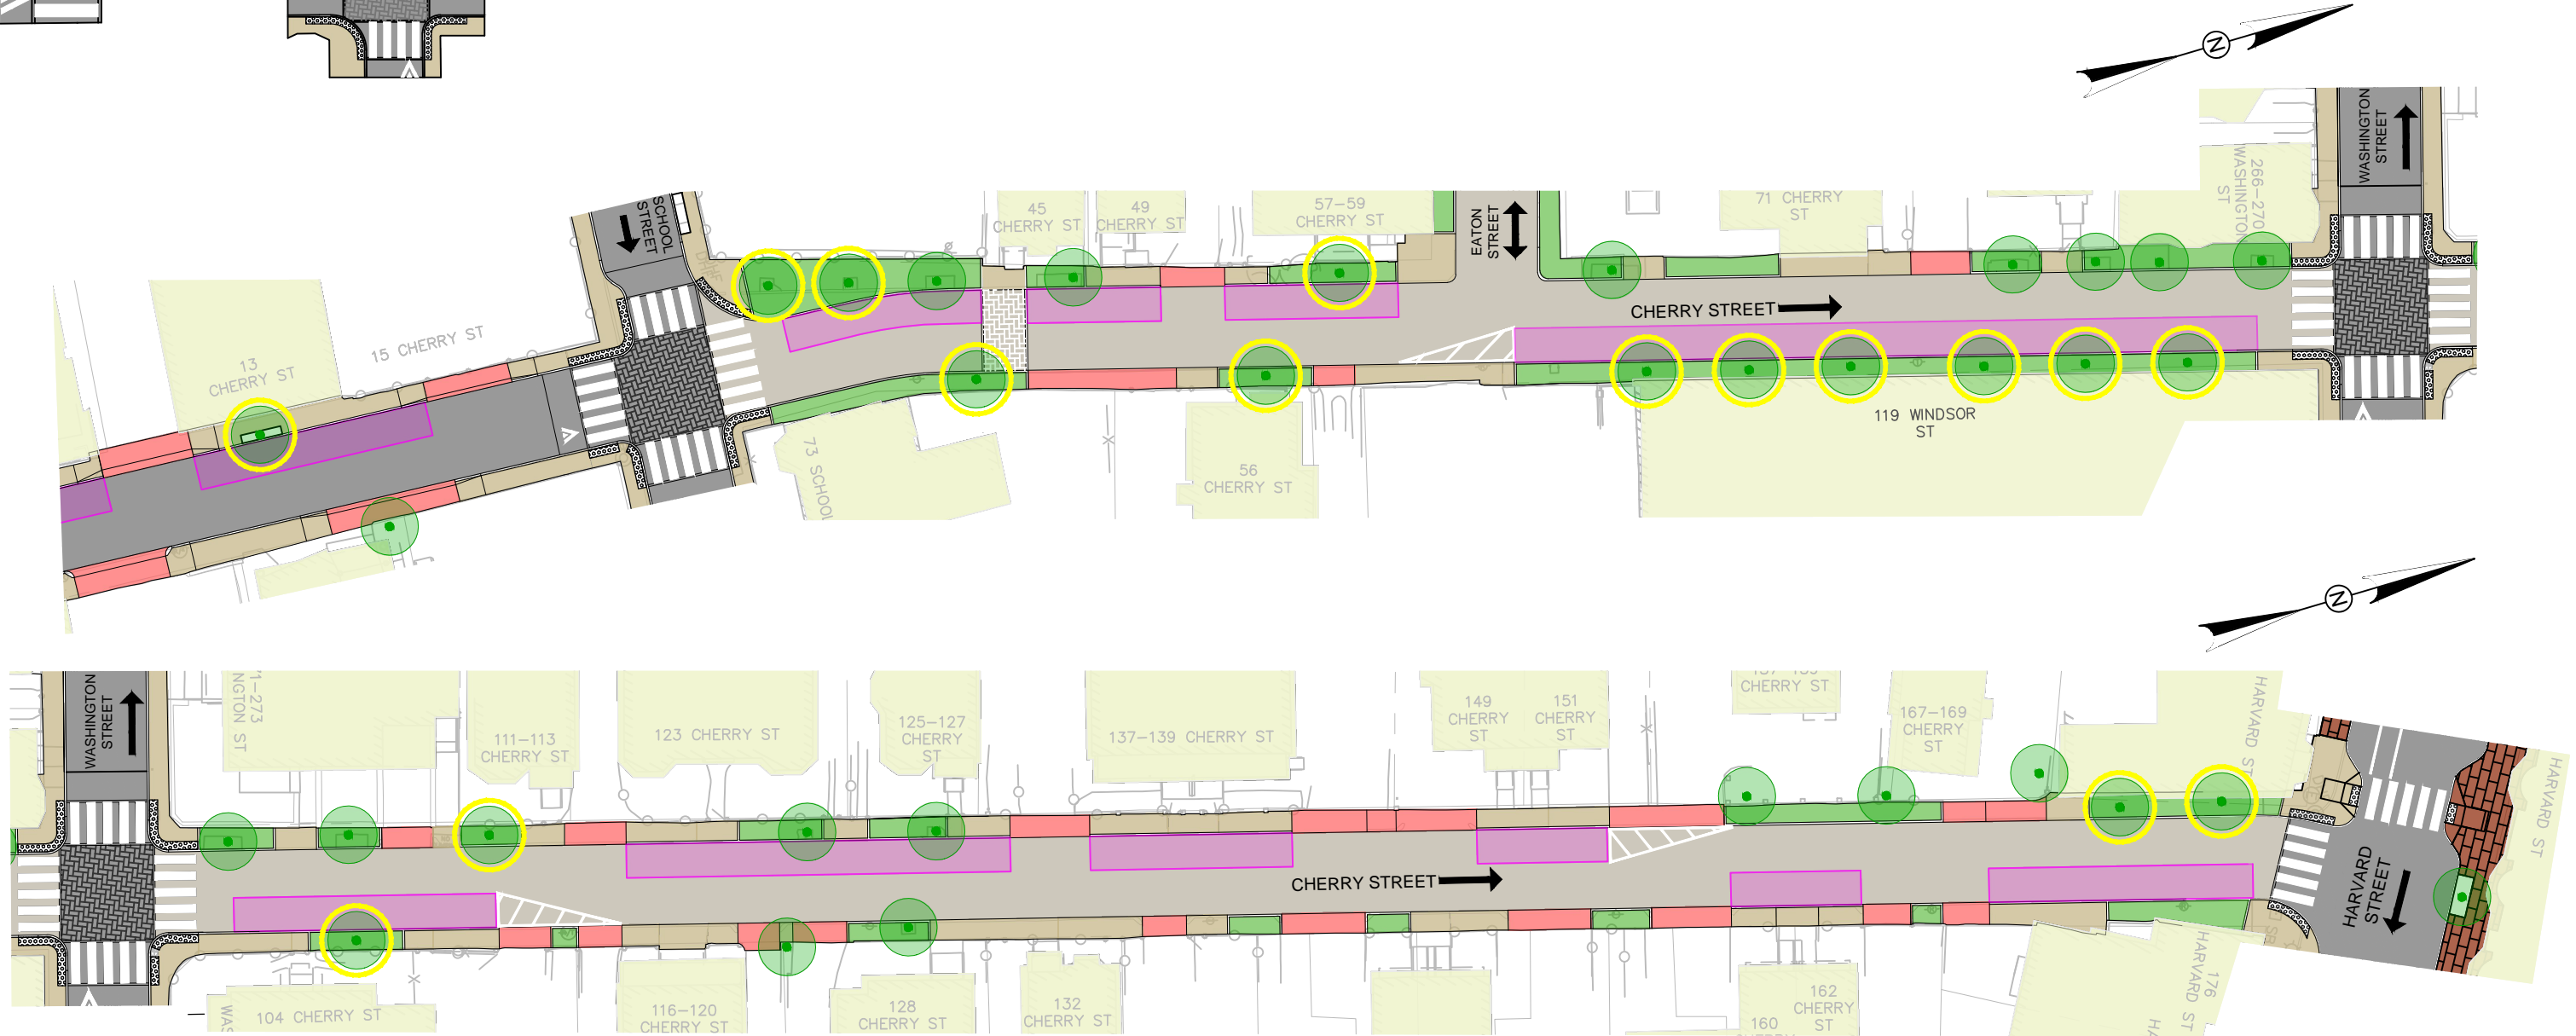 N
WASHINGTON
STREET
SCHOOL
STREET
45
CHERRY ST
49
CHERRY ST
57-59
CHERRY ST
EATON
STREET
71 CHERRY
ST
266-270
WASHINGTON
ST
CHERRY STREET
13
CHERRY ST
15 CHERRY ST
73 SCHOOL
56
CHERRY ST
119 WINDSOR
ST
N
WASHINGTON
STREET
1-273
NGTON ST
111-113
CHERRY ST
123 CHERRY ST
125-127
CHERRY
ST
137-139 CHERRY ST
149
CHERRY
ST
151
CHERRY
ST
CHERRY ST
167-169
CHERRY
ST
HARVARD ST
HARVARD ST
CHERRY STREET
HARVARD
STREET
104 CHERRY ST
WAS
116-120
CHERRY ST
128
CHERRY ST
132
CHERRY ST
160
162
CHERRY
ST
176
HARVARD ST
H